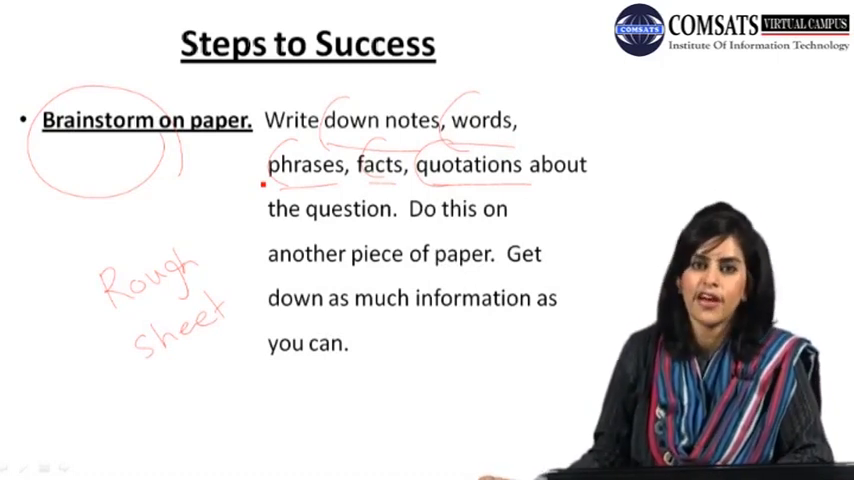 Steps to Success
COMSATS
COMSATS VIRTUAL CAMPUS
Institute Of Information Technology
• Brainstorm on paper. Write down notes, words,
phrases, facts, quotations about
the question. Do this on
another piece of paper. Get
down as much information as
you can.
Rough
sheet